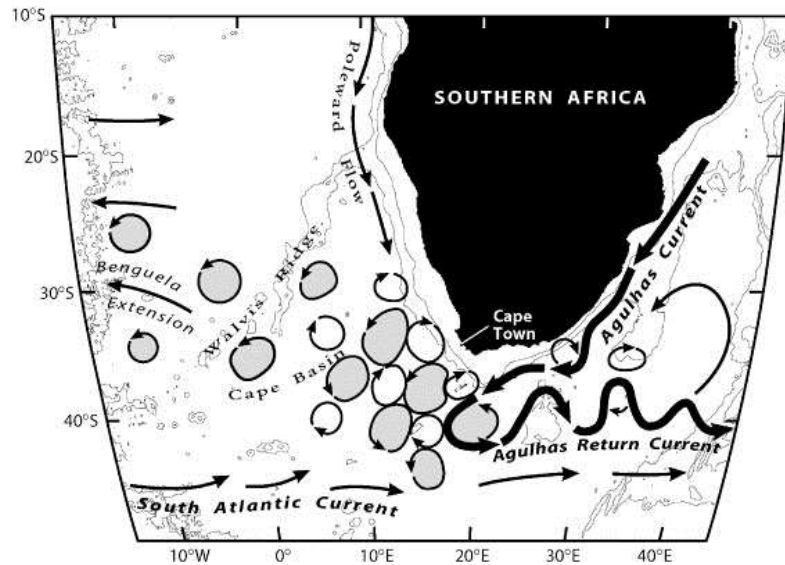 10°S
Poleward
Flow
SOUTHERN AFRICA
20°S
Agulhas Current
Walvis Ridge
Benguela
Extension
30°S
Cape
Town
Cape Basin
40°S
Agulhas Return Current
South Atlantic Current
10°W
0°
10°E
20°E
30°E
40°E